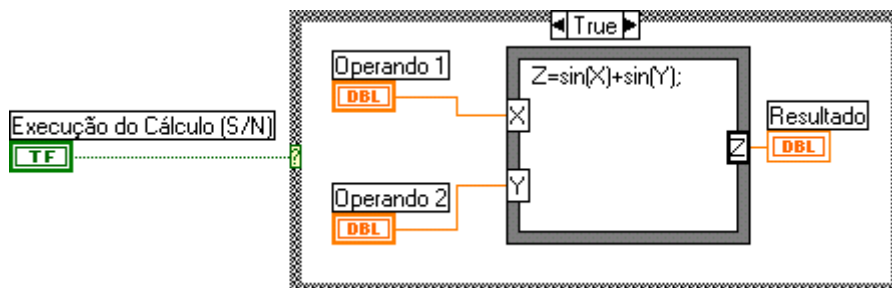 True
Operando 1
DBL
Z=sin(X)+sin(Y);
X
Execução do Cálculo (S/N)
TF
?
Resultado
Z
DBL
Y
Operando 2
DBL